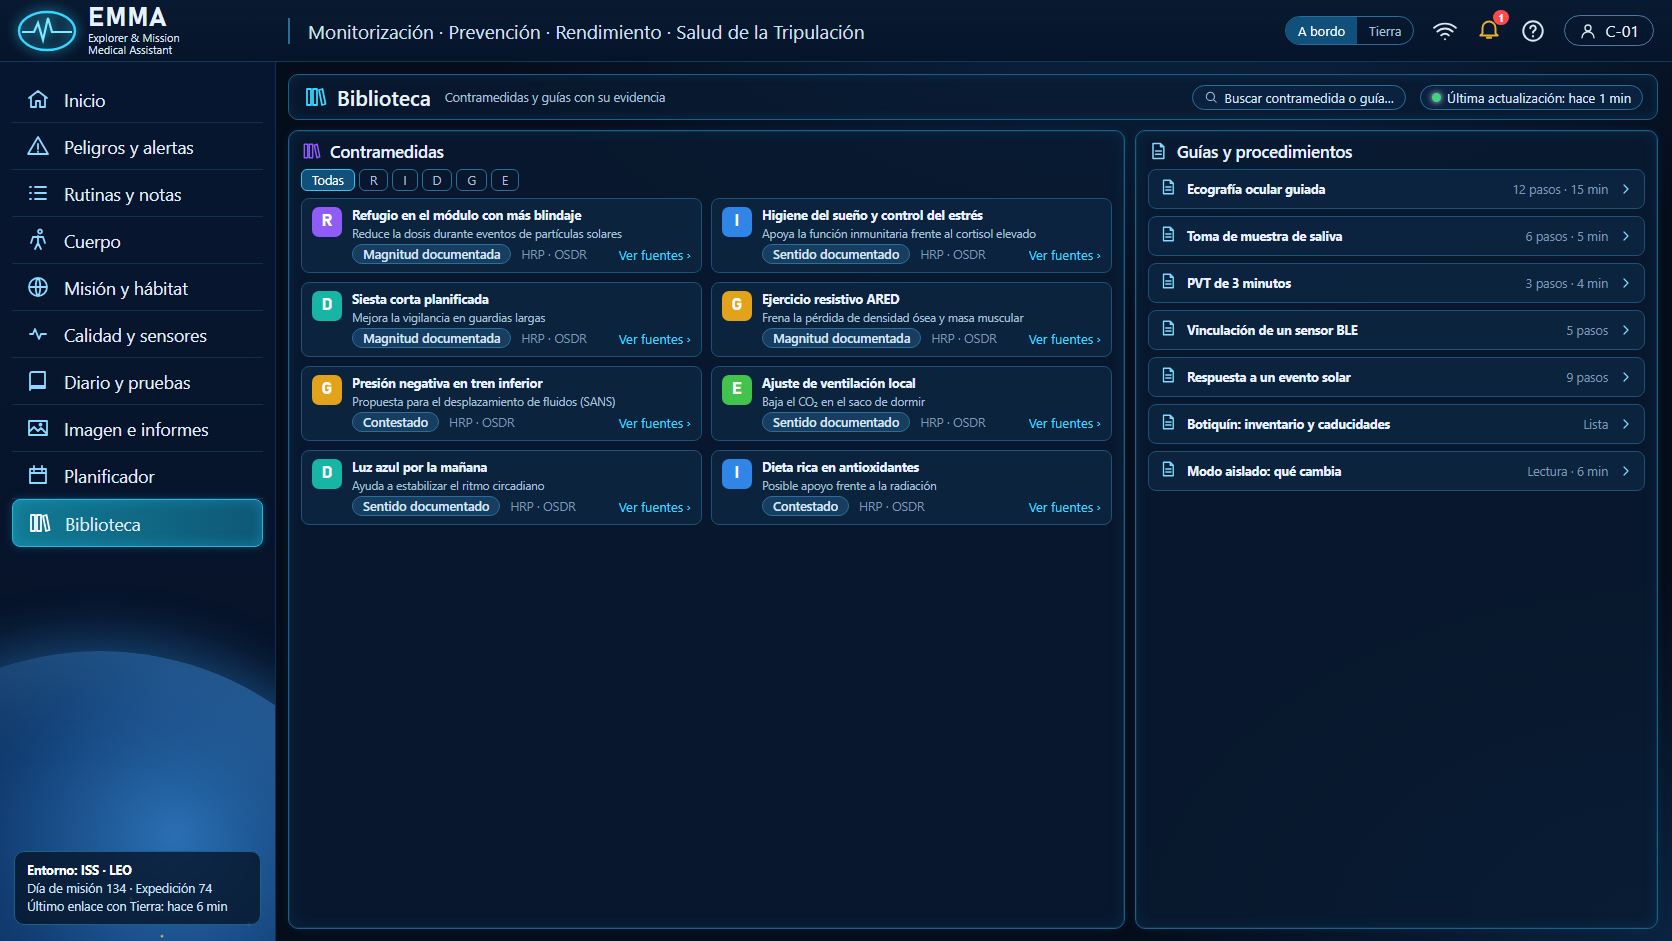 EMMA
Explorer & Mission
Medical Assistant
Monitorización · Prevención · Rendimiento · Salud de la Tripulación
A bordo
Tierra
1
C-01
Inicio
Peligros y alertas
Rutinas y notas
Cuerpo
Misión y hábitat
Calidad y sensores
Diario y pruebas
Imagen e informes
Planificador
Biblioteca
Entorno: ISS · LEO
Día de misión 134 · Expedición 74
Último enlace con Tierra: hace 6 min
Biblioteca
Contramedidas y guías con su evidencia
Buscar contramedida o guía...
Última actualización: hace 1 min
Contramedidas
Todas
R
I
D
G
E
R
Refugio en el módulo con más blindaje
Reduce la dosis durante eventos de partículas solares
Magnitud documentada
HRP · OSDR
Ver fuentes ›
I
Higiene del sueño y control del estrés
Apoya la función inmunitaria frente al cortisol elevado
Sentido documentado
HRP · OSDR
Ver fuentes ›
D
Siesta corta planificada
Mejora la vigilancia en guardias largas
Magnitud documentada
HRP · OSDR
Ver fuentes ›
G
Ejercicio resistivo ARED
Frena la pérdida de densidad ósea y masa muscular
Magnitud documentada
HRP · OSDR
Ver fuentes ›
G
Presión negativa en tren inferior
Propuesta para el desplazamiento de fluidos (SANS)
Contestado
HRP · OSDR
Ver fuentes ›
E
Ajuste de ventilación local
Baja el CO₂ en el saco de dormir
Sentido documentado
HRP · OSDR
Ver fuentes ›
D
Luz azul por la mañana
Ayuda a estabilizar el ritmo circadiano
Sentido documentado
HRP · OSDR
Ver fuentes ›
I
Dieta rica en antioxidantes
Posible apoyo frente a la radiación
Contestado
HRP · OSDR
Ver fuentes ›
Guías y procedimientos
Ecografía ocular guiada
12 pasos · 15 min
Toma de muestra de saliva
6 pasos · 5 min
PVT de 3 minutos
3 pasos · 4 min
Vinculación de un sensor BLE
5 pasos
Respuesta a un evento solar
9 pasos
Botiquín: inventario y caducidades
Lista
Modo aislado: qué cambia
Lectura · 6 min